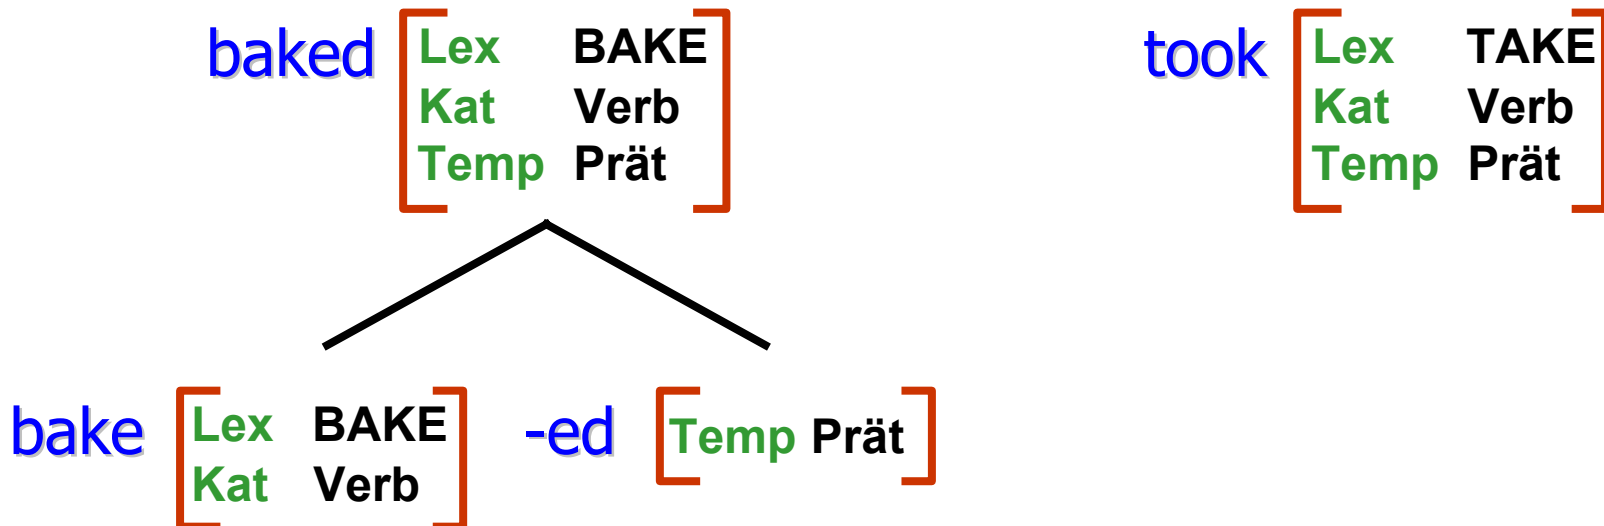 baked Lex BAKE
Kat Verb
Temp Prät
took Lex TAKE
Kat Verb
Temp Prät
bake Lex BAKE
Kat Verb
-ed Temp Prät